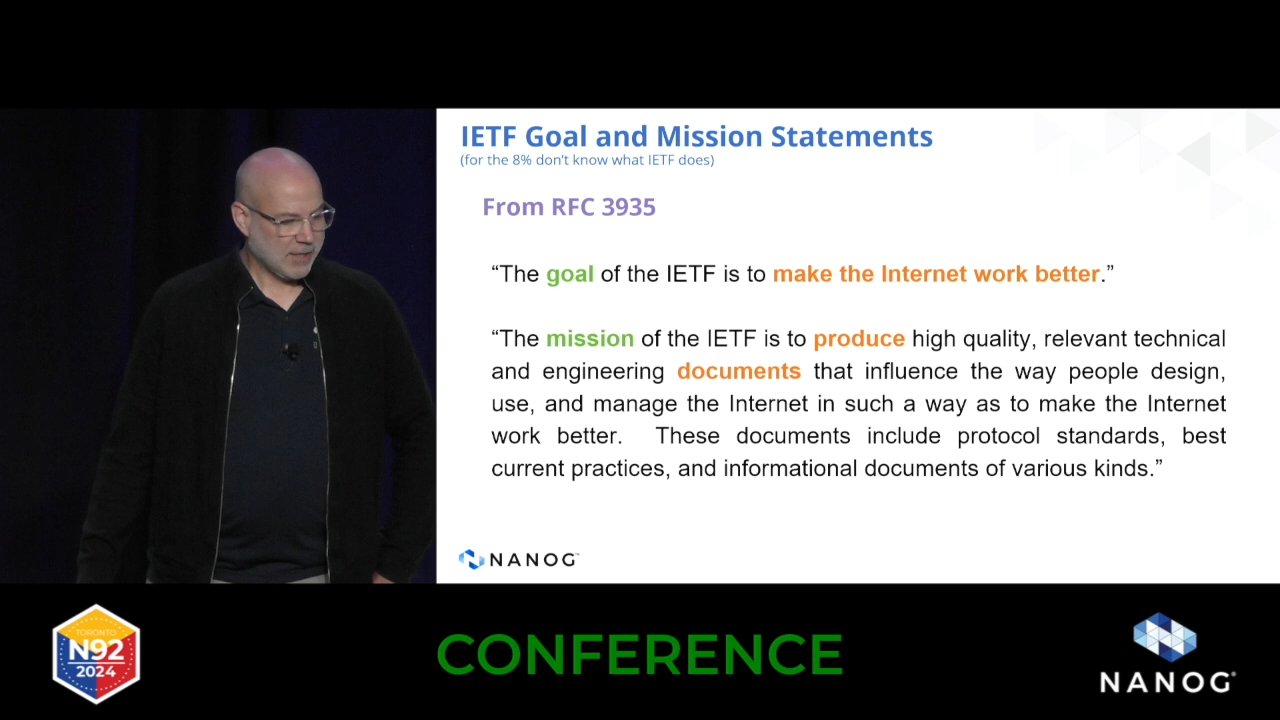 IETF Goal and Mission Statements
(for the 8% don't know what IETF does)
From RFC 3935
“The goal of the IETF is to make the Internet work better.”
“The mission of the IETF is to produce high quality, relevant technical
and engineering documents that influence the way people design,
use, and manage the Internet in such a way as to make the Internet
work better. These documents include protocol standards, best
current practices, and informational documents of various kinds.”
NANOG™
TORONTO
N92
2024
CONFERENCE
NANOG®